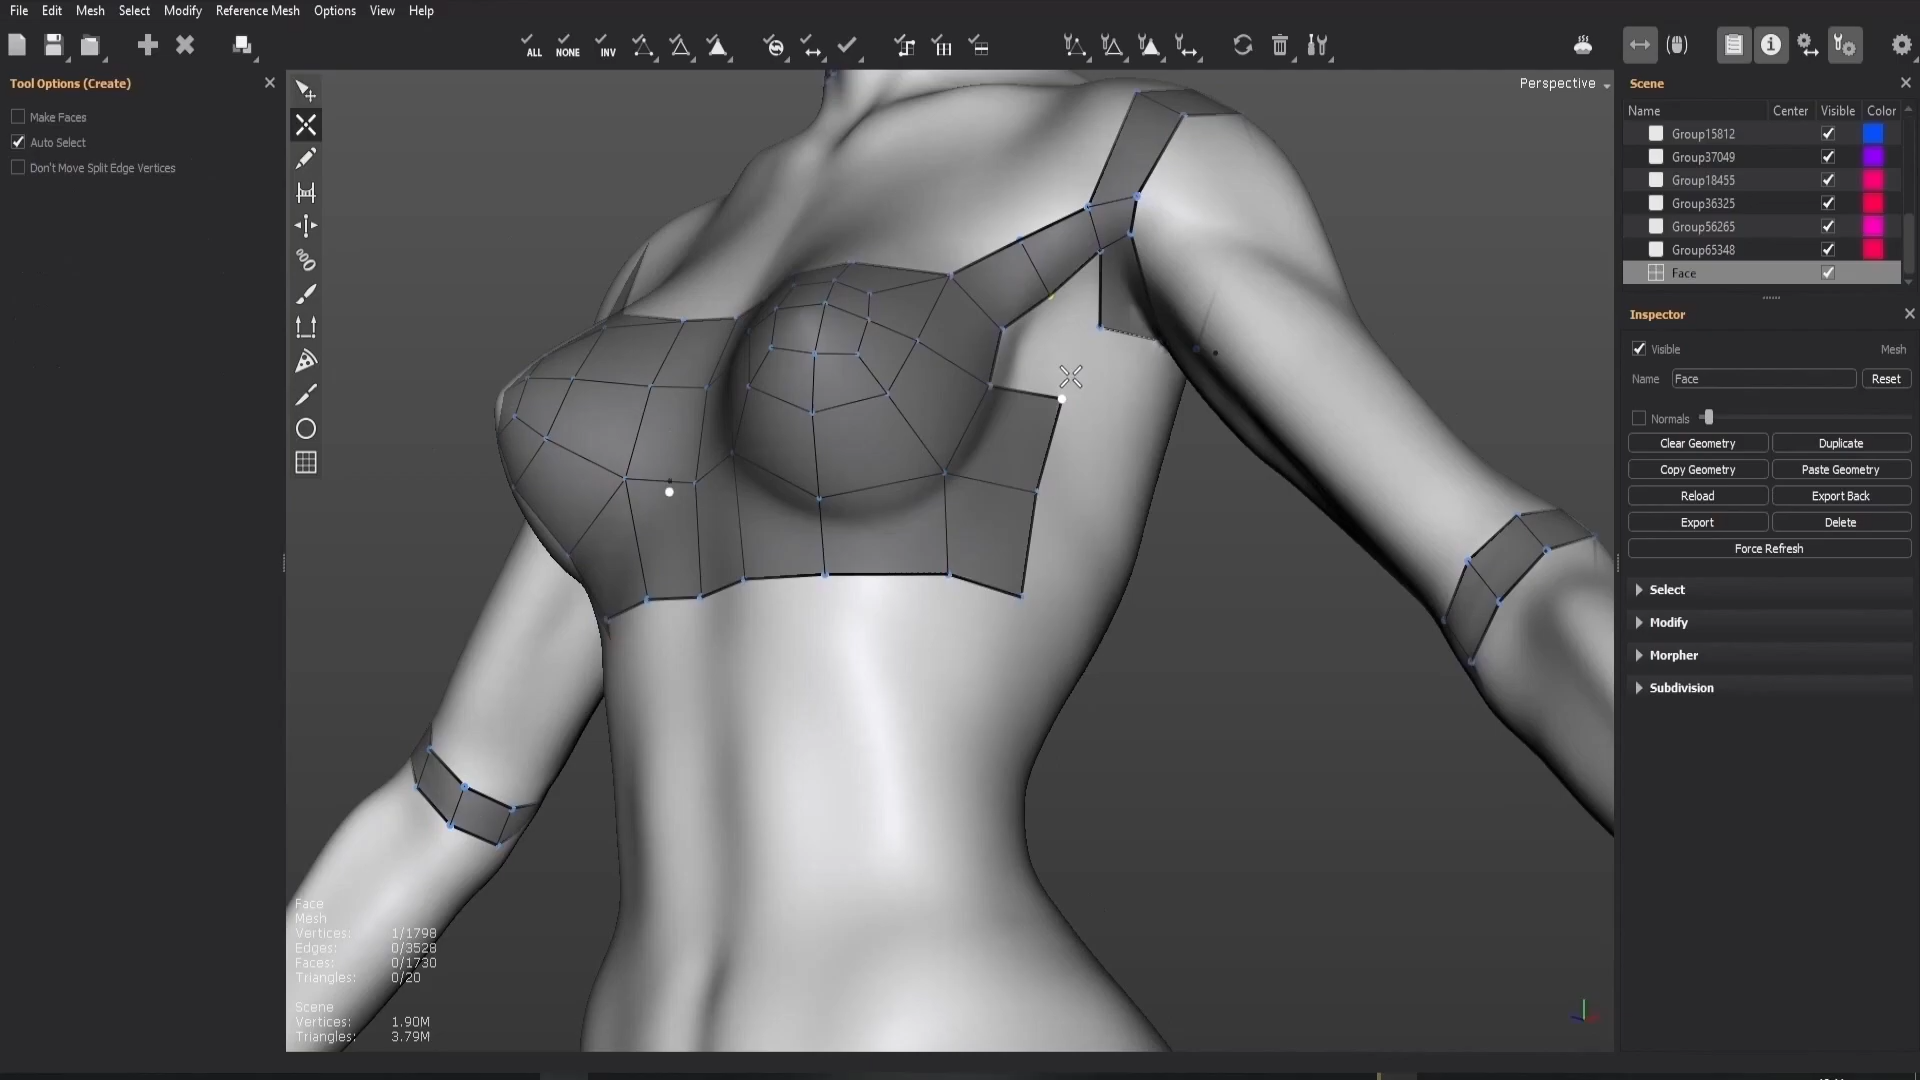 File Edit Mesh Select Modify Reference Mesh Options View Help
ALL NONE INV
Tool Options (Create)
Make Faces
Auto Select
Don't Move Split Edge Vertices
Perspective
Scene
Name Center Visible Color
Group15812
Group37049
Group18455
Group36325
Group56265
Group65348
Face
Inspector
Visible Mesh
Name Face Reset
Normals
Clear Geometry Duplicate
Copy Geometry Paste Geometry
Reload Export Back
Export Delete
Force Refresh
Select
Modify
Morpher
Subdivision
Face
Mesh
Vertices: 1/1798
Edges: 0/3528
Faces: 0/1730
Triangles: 0/20
Scene
Vertices: 1.90M
Triangles: 3.79M